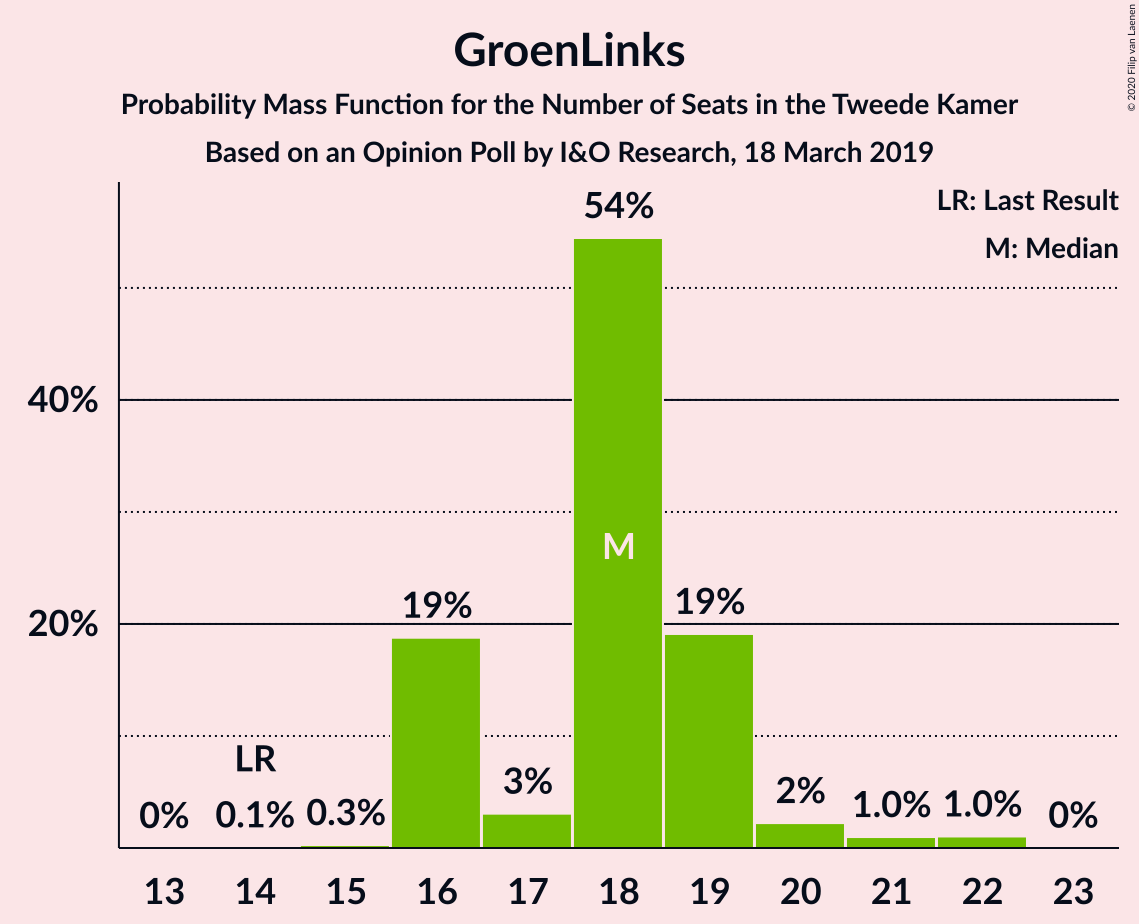 GroenLinks
Probability Mass Function for the Number of Seats in the Tweede Kamer
Based on an Opinion Poll by I&O Research, 18 March 2019
© 2020 Filip van Laenen
LR: Last Result
M: Median
54%
40%
M
19%
19%
20%
LR
0%
0.1%
0.3%
3%
2%
1.0%
1.0%
0%
13 14 15 16 17 18 19 20 21 22 23